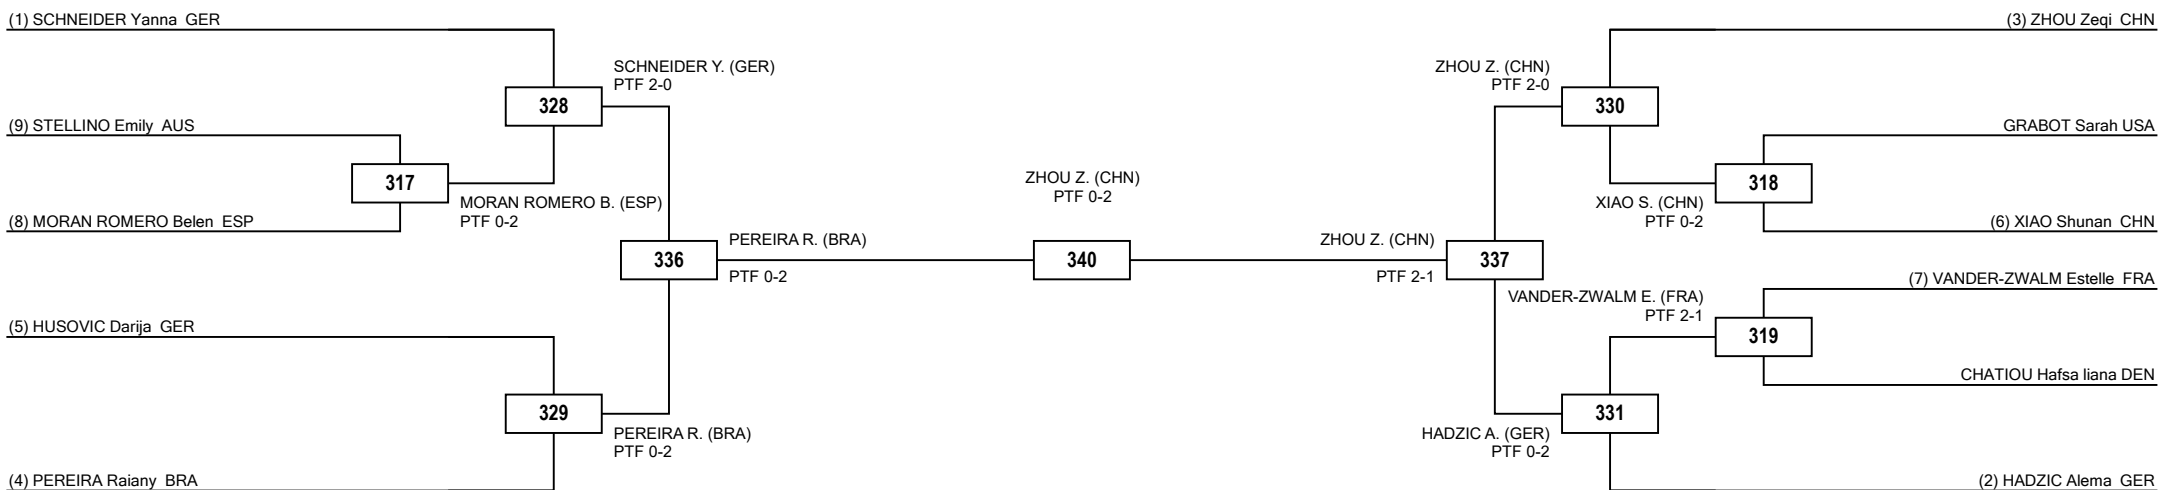 (1) SCHNEIDER Yanna  GER
(3) ZHOU Zeqi  CHN
SCHNEIDER Y. (GER)
PTF 2-0
ZHOU Z. (CHN)
PTF 2-0
328
330
(9) STELLINO Emily  AUS
GRABOT Sarah USA
317
318
ZHOU Z. (CHN)
PTF 0-2
MORAN ROMERO B. (ESP)
PTF 0-2
XIAO S. (CHN)
PTF 0-2
(8) MORAN ROMERO Belen  ESP
(6) XIAO Shunan  CHN
336
PEREIRA R. (BRA)
PTF 0-2
340
ZHOU Z. (CHN)
PTF 2-1
337
(7) VANDER-ZWALM Estelle  FRA
VANDER-ZWALM E. (FRA)
PTF 2-1
319
(5) HUSOVIC Darija  GER
CHATIOU Hafsa liana DEN
329
331
PEREIRA R. (BRA)
PTF 0-2
HADZIC A. (GER)
PTF 0-2
(4) PEREIRA Raiany  BRA
(2) HADZIC Alema  GER